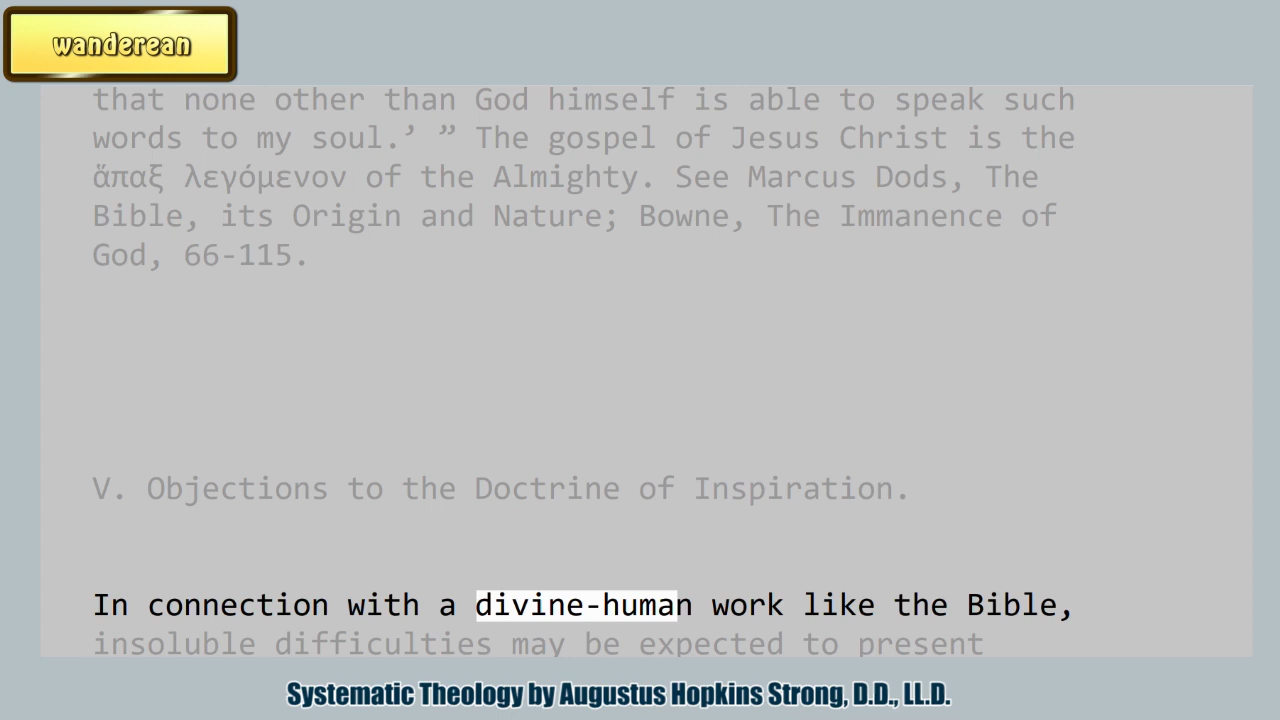 wanderean
that none other than God himself is able to speak such
words to my soul.’ ” The gospel of Jesus Christ is the
ἅπαξ λεγόμενον of the Almighty. See Marcus Dods, The
Bible, its Origin and Nature; Bowne, The Immanence of
God, 66-115.
V. Objections to the Doctrine of Inspiration.
In connection with a divine-human work like the Bible,
insoluble difficulties may be expected to present
Systematic Theology by Augustus Hopkins Strong, D.D., LL.D.